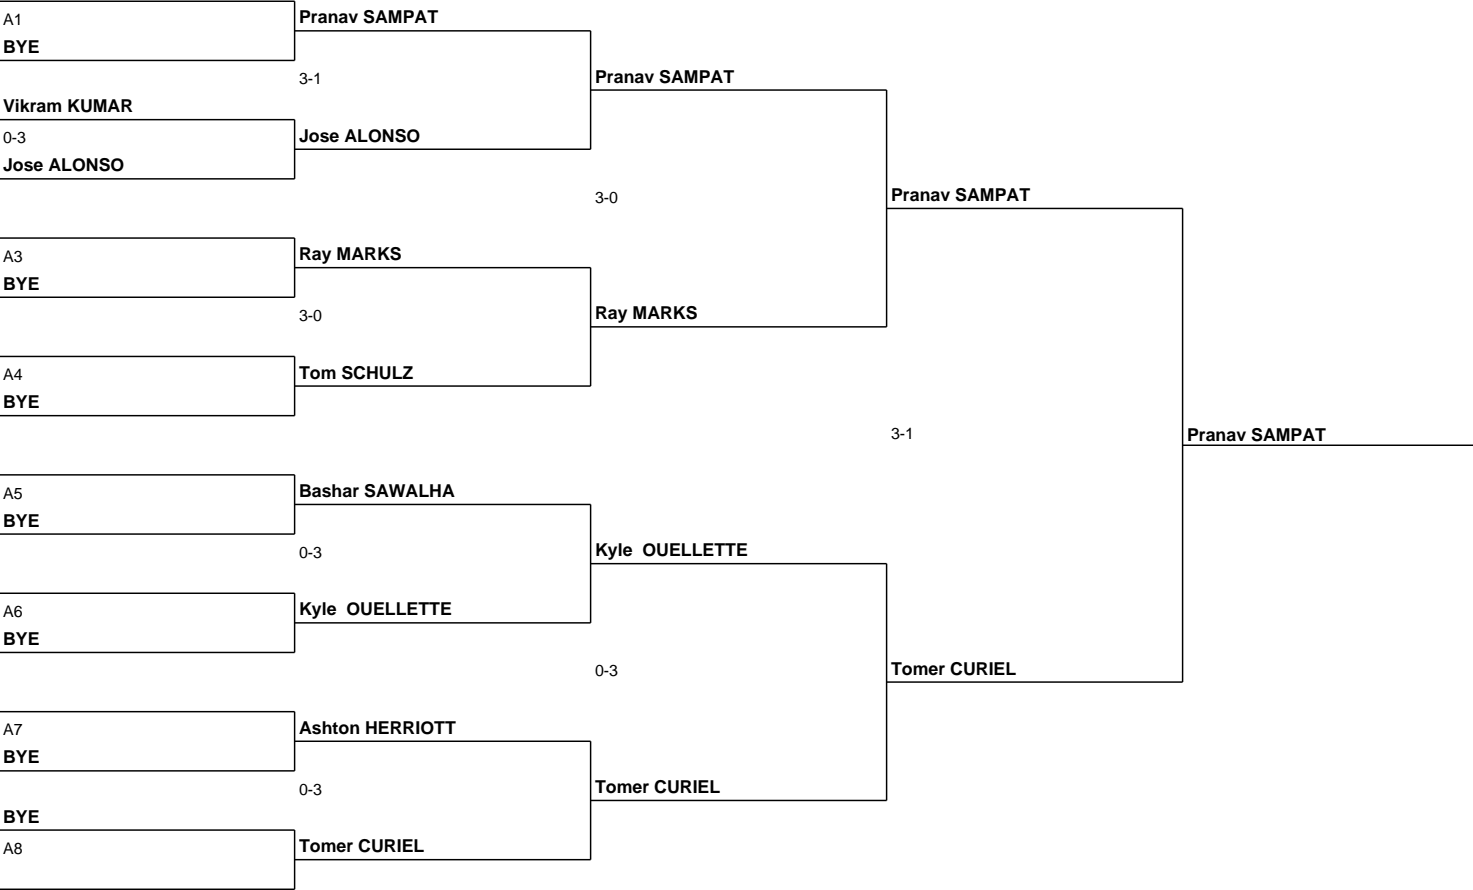 A1
BYE
Vikram KUMAR
0-3
Jose ALONSO
A3
BYE
A4
BYE
A5
BYE
A6
BYE
A7
BYE
BYE
A8
Pranav SAMPAT
3-1
Jose ALONSO
Ray MARKS
3-0
Tom SCHULZ
Bashar SAWALHA
0-3
Kyle  OUELLETTE
Ashton HERRIOTT
0-3
Tomer CURIEL
Pranav SAMPAT
3-0
Ray MARKS
Kyle  OUELLETTE
0-3
Tomer CURIEL
Pranav SAMPAT
3-1
Tomer CURIEL
Pranav SAMPAT